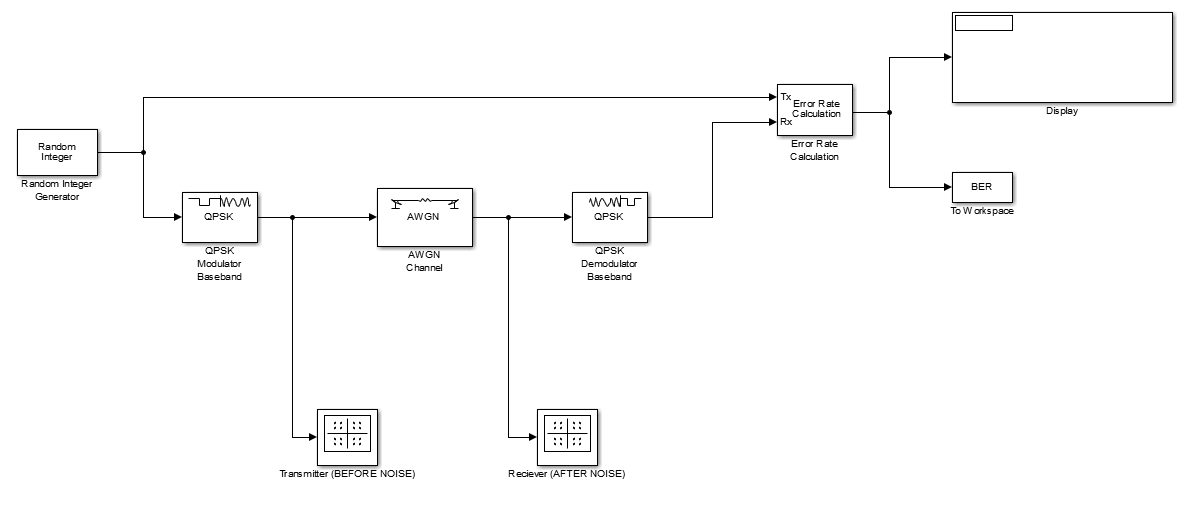 Tx
Error Rate
Calculation
Rx
Error Rate
Calculation
Display
Random
Integer
Random Integer
Generator
QPSK
QPSK
Modulator
Baseband
AWGN
AWGN
Channel
QPSK
QPSK
Demodulator
Baseband
BER
To Workspace
Transmitter (BEFORE NOISE)
Reciever (AFTER NOISE)